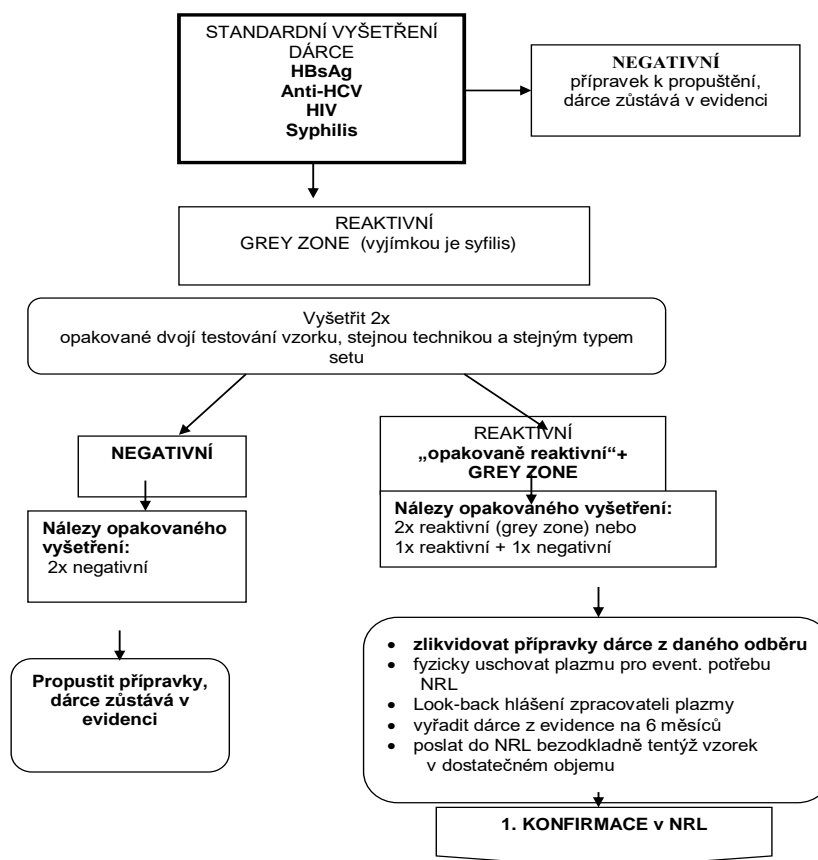 STANDARDNÍ VYŠETŘENÍ
DÁRCE
HBsAg
Anti-HCV
HIV
Syphilis
NEGATIVNÍ
přípravek k propuštění,
dárce zůstává v evidenci
REAKTIVNÍ
GREY ZONE (vyjímkou je syfilis)
Vyšetřit 2x
opakované dvojí testování vzorku, stejnou technikou a stejným typem
setu
NEGATIVNÍ
Nálezy opakovaného
vyšetření:
2x negativní
Propustit přípravky,
dárce zůstává v
evidenci
REAKTIVNÍ
„opakovaně reaktivní“+
GREY ZONE
Nálezy opakovaného vyšetření:
2x reaktivní (grey zone) nebo
1x reaktivní + 1x negativní
• zlikvidovat přípravky dárce z daného odběru
• fyzicky uschovat plazmu pro event. potřebu
NRL
• Look-back hlášení zpracovateli plazmy
• vyřadit dárce z evidence na 6 měsíců
• poslat do NRL bezodkladně tentýž vzorek
v dostatečném objemu
1. KONFIRMACE v NRL